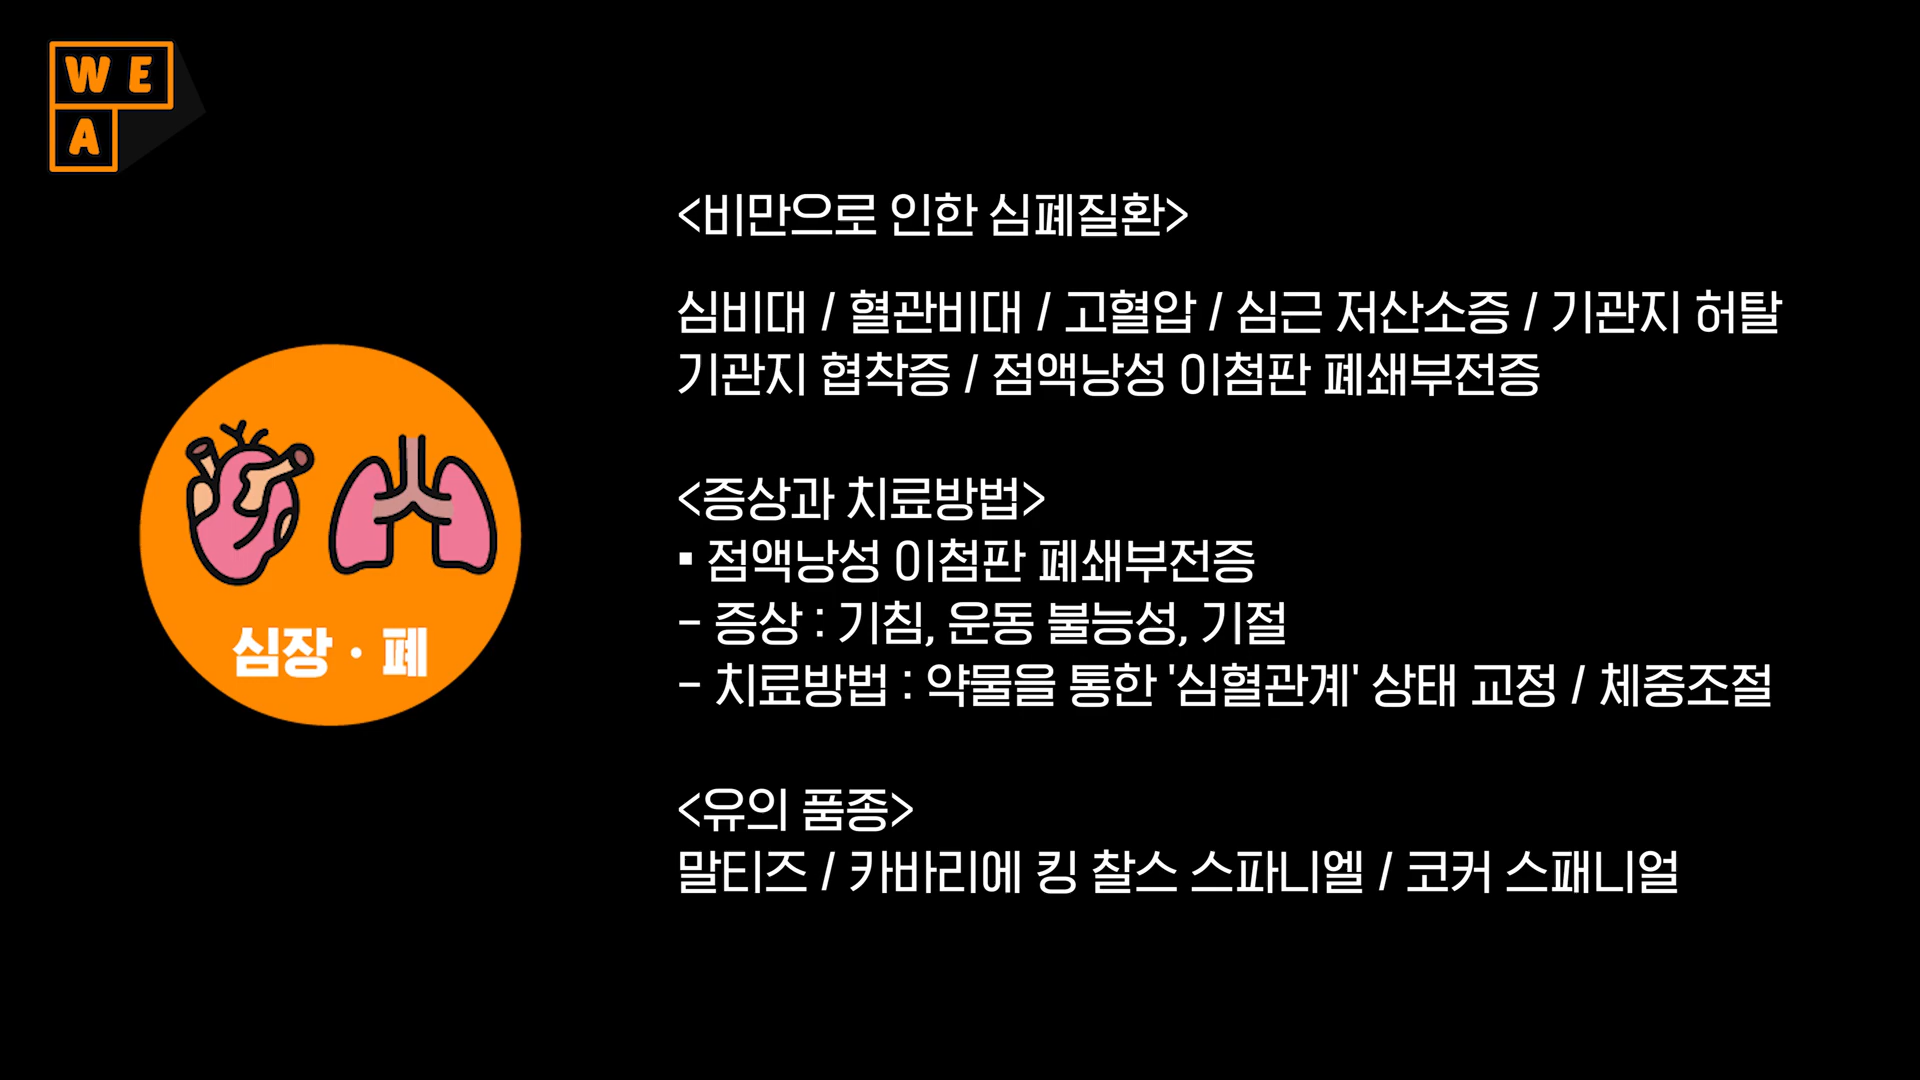 WE
A
<비만으로 인한 심폐질환>
심비대 / 혈관비대 / 고혈압 / 심근 저산소증 / 기관지 허탈
기관지 협착증 / 점액낭성 이첨판 폐쇄부전증
<증상과 치료방법>
▪ 점액낭성 이첨판 폐쇄부전증
- 증상 : 기침, 운동 불능성, 기절
- 치료방법 : 약물을 통한 '심혈관계' 상태 교정 / 체중조절
심장 · 폐
<유의 품종>
말티즈 / 카바리에 킹 찰스 스파니엘 / 코커 스패니얼